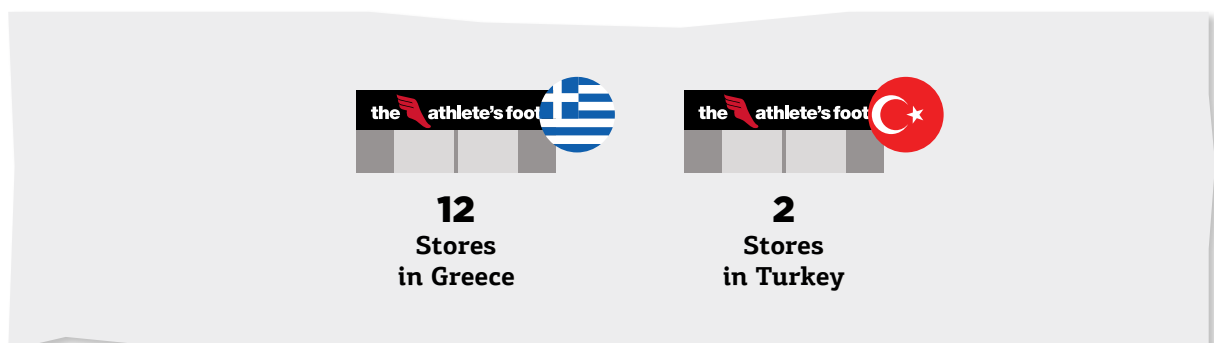 the athlete's foot
12
Stores
in Greece
the athlete's foot
2
Stores
in Turkey